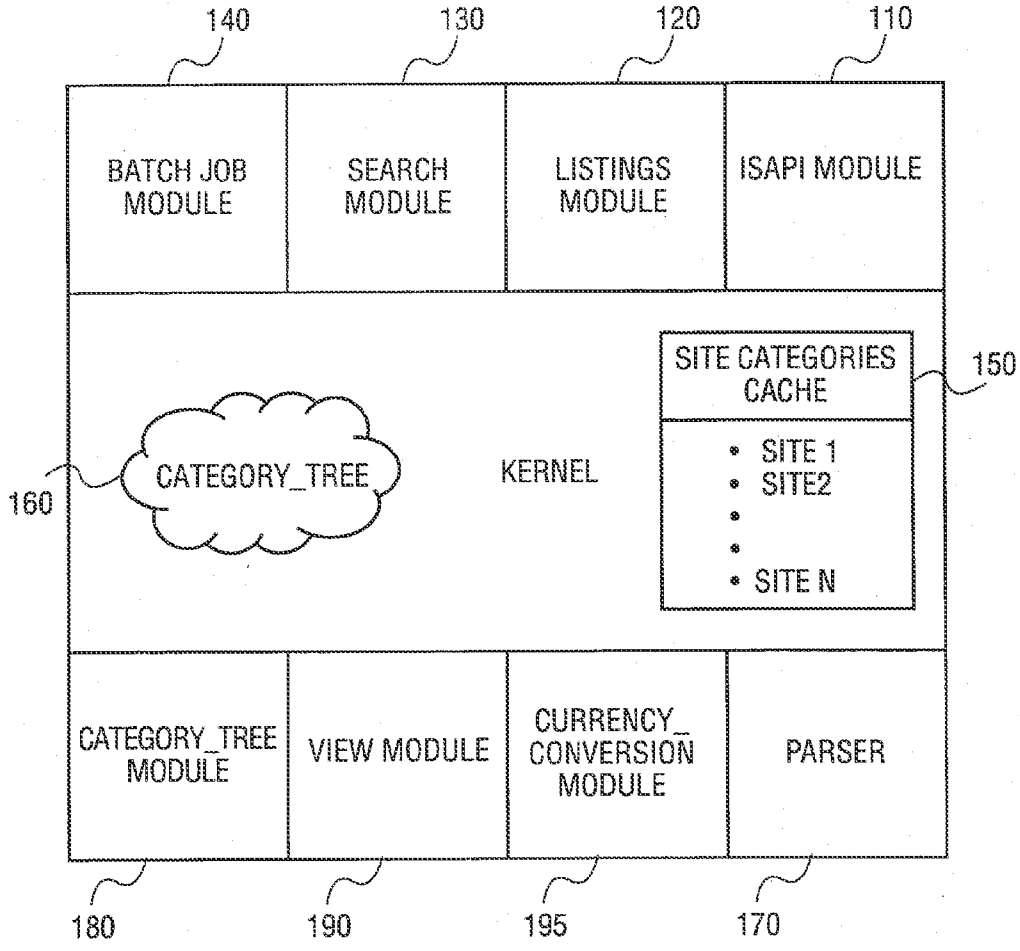 140
130
120
110
BATCH JOB
MODULE
SEARCH
MODULE
LISTINGS
MODULE
ISAPI MODULE
SITE CATEGORIES
CACHE
150
• SITE 1
• SITE2
•
•
• SITE N
CATEGORY_TREE
KERNEL
160
CATEGORY_TREE
MODULE
VIEW MODULE
CURRENCY_
CONVERSION
MODULE
PARSER
180
190
195
170